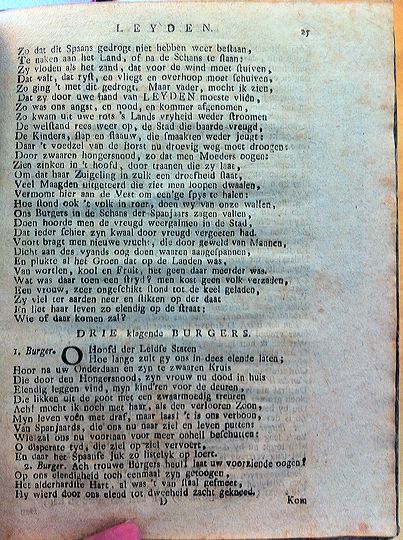 LEYDEN. 25
Zo dat dit Spaans gedrogt niet hebben weer bestaan,
Te naken aan het Land, of na de Schans te slaan:
Zy vloden als het zand, dat voor de wind moet stuiven,
Dat valt, dat ryst, en vliegt en overhoop moet schuiven,
Zo ging 't met dit gedrogt. Maar vader, mocht ik zien,
Dat zy door uwe hand van LEYDEN moeste vliên,
Zo was ons angst, en nood, en kommer afgenomen,
Zo kwam uit uwe rots 's Lands vryheid weder stroomen
De welstand rees weer op, de Stad die baarde vreugd,
De Kinders, slap en flaauw, die smaakten weder jeugt:
Daar 't voedzel van de Borst nu droevig weg moet droogen:
Door zwaaren hongersnood, zo dat men Moeders oogen:
Zien zinken in 't hoofd, door traanen die zy laat,
Om dat haar Zuigeling in zulk een droefheid staat,
Veel Maagden uitgeteerd die ziet men loopen dwaalen,
Vermomt hier aan de Vest om een'ge spys te halen:
Hoe stond ook 't volk in roer, doen wy van onze wallen,
Ons Burgers in de Schans der Spanjaars zagen vallen,
Doen hoorde men de vreugd weergalmen in de Stad,
Dat ieder schier zyn kwaal door vreugd vergeeten had.
Voort bragt men nieuwe vrucht, die door geweld van Mannen,
Dicht aan des vyands oog doen waaren aangespannen,
En plukte al het Groen dat op de Landen was,
Van wortlen, kool en Fruit, het geen daar meerder was.
Wat was daar toen een stryd? men kost geen volk verzaden,
Een vrouw, zeer ongeschikt stond tot de keel geladen,
Zy viel ter aarden neer en stikten op der daat
En liet haar leven zo elendig op de straat:
Wie of daar komen zal?
DRIE klagende BURGERS.
1. Burger. O Hoofd der Leidse Staten
Hoe lange zult gy ons in dees elende laten;
Hoor na uw Onderdaan en zyn te zwaaren Kruis
Die door den Hongersnood, zyn vrouw nu dood in huis
Elendig leggen vind, myn kind'ren voor de deuren,
Die likken uit de goot met een zwaarmoedig treuren
Ach! mocht ik nog met haar, als den verlooren Zoon,
Myn leven voên met draf, maar laas! 't is ons verboôn,
Van Spanjaards, die ons nu naar ziel en leven putten:
Wie zal ons nu voortaan voor meer onheil beschutten:
O disperate tyd, die ziel op ziel vervoert,
En daar het Spaanse Juk zo listelyk op loert.
2. Burger. Ach trouwe Burgers heul! laat uw voorziende oogen
Op ons elendigheid toch eenmaal zyn getoogen,
Het alderhardste Hart, al was 't van staal gesmeet,
Hy wierd door ons elend tot dweeheid zacht gekneed.
D Kom